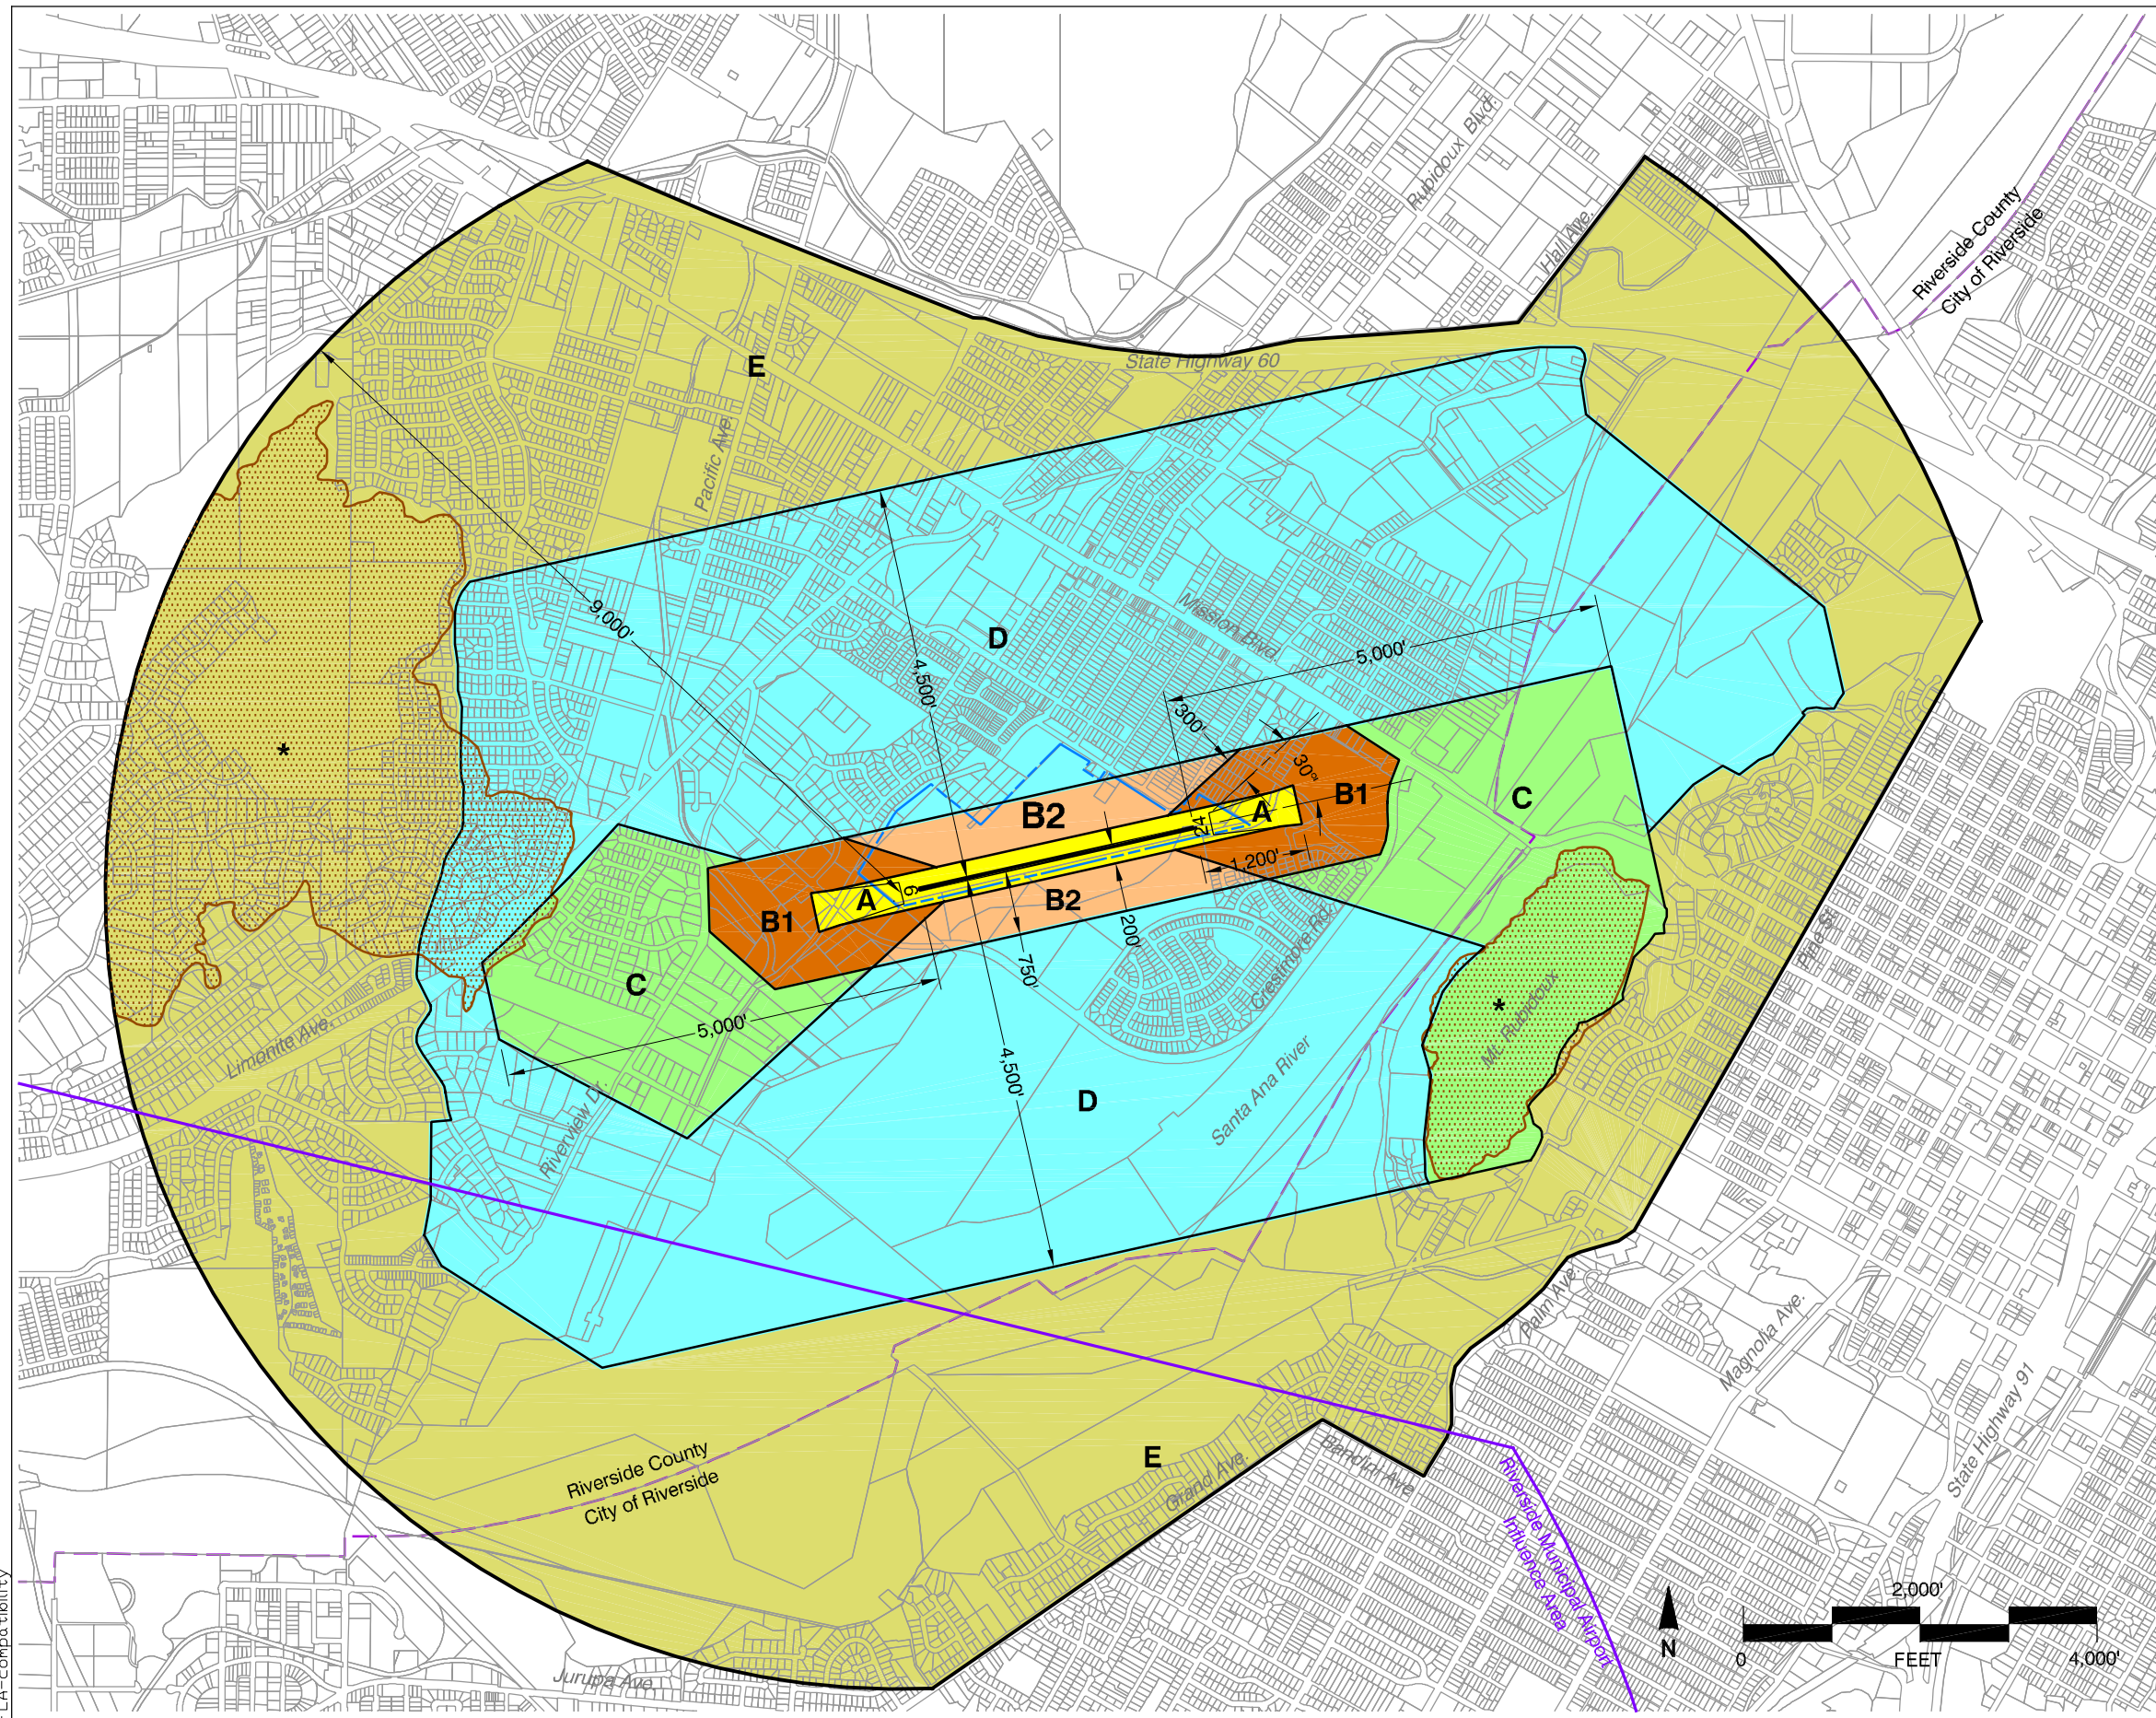 Rubidoux Blvd.
Hall Ave.
Riverside County
City of Riverside
State Highway 60
E
Pacific Ave.
9,000'
D
Mission Blvd.
4,500'
5,000'
300'
30°
*
B2
A
B1
C
24
1,200'
6
A
B2
B1
200'
750'
C
5,000'
Crestmore Rd.
Pine St.
*
Mt. Rubidoux
Limonite Ave.
4,500'
Santa Ana River
D
Riverview Dr.
Palm Ave.
Magnolia Ave.
State Highway 91
Riverside County
City of Riverside
E
Grand Ave.
Bandini Ave
Riverside Municipal Airport
Influence Area
2,000'
N
0
FEET
4,000'
Jurupa Ave.
LA-Compatibility